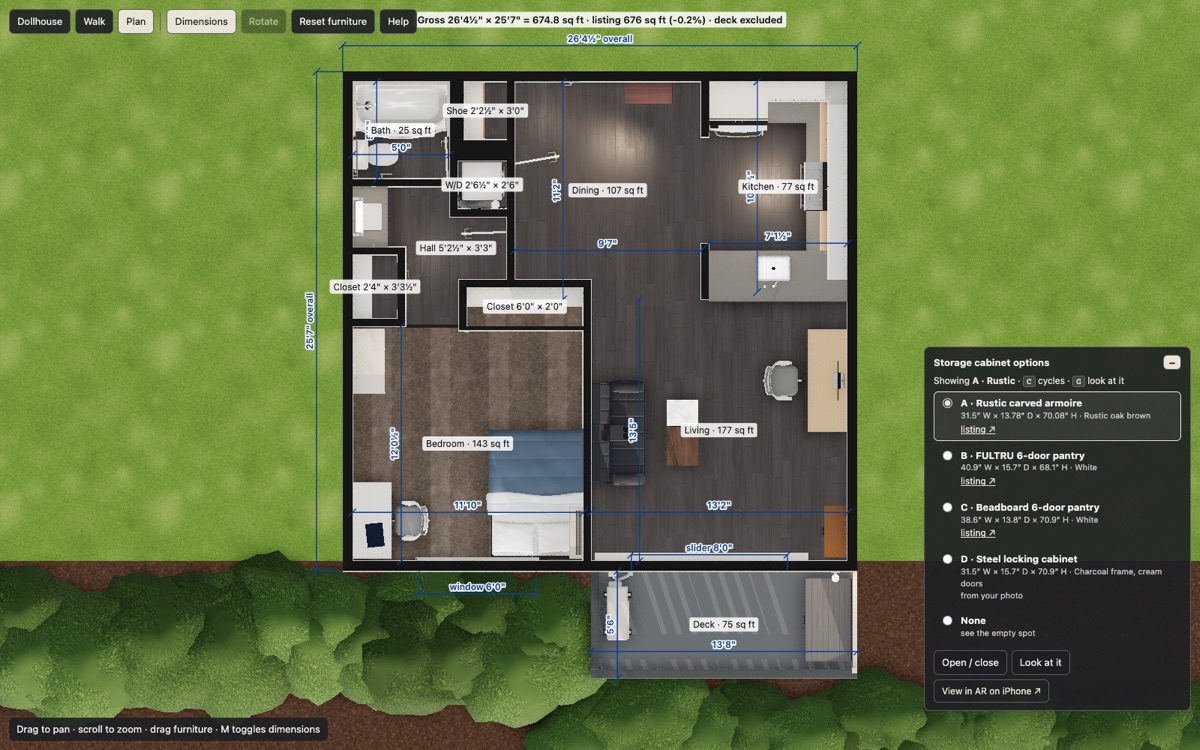 Dollhouse
Walk
Plan
Dimensions
Rotate
Reset furniture
Help
Gross 26'4½" × 25'7" = 674.8 sq ft · listing 676 sq ft (-0.2%) · deck excluded
26'4½" overall
25'7" overall
Shoe 2'2½" × 3'0"
Bath · 25 sq ft
5'0"
W/D 2'6½" × 2'6"
11'2"
Dining · 107 sq ft
Kitchen · 77 sq ft
7'1½"
9'7"
Hall 5'2½" × 3'3"
Closet 2'4" × 3'3½"
Closet 6'0" × 2'0"
Bedroom · 143 sq ft
12'0½"
13'5"
Living · 177 sq ft
11'10"
13'2"
slider 8'0"
window 6'0"
5'6"
Deck · 75 sq ft
13'8"
Storage cabinet options
–
Showing A · Rustic · C cycles · G look at it
A · Rustic carved armoire
31.5" W × 13.78" D × 70.08" H · Rustic oak brown
listing ↗
B · FULTRU 6-door pantry
40.9" W × 15.7" D × 68.1" H · White
listing ↗
C · Beadboard 6-door pantry
38.6" W × 13.8" D × 70.9" H · White
listing ↗
D · Steel locking cabinet
31.5" W × 15.7" D × 70.9" H · Charcoal frame, cream
doors
from your photo
None
see the empty spot
Open / close
Look at it
View in AR on iPhone ↗
Drag to pan · scroll to zoom · drag furniture · M toggles dimensions